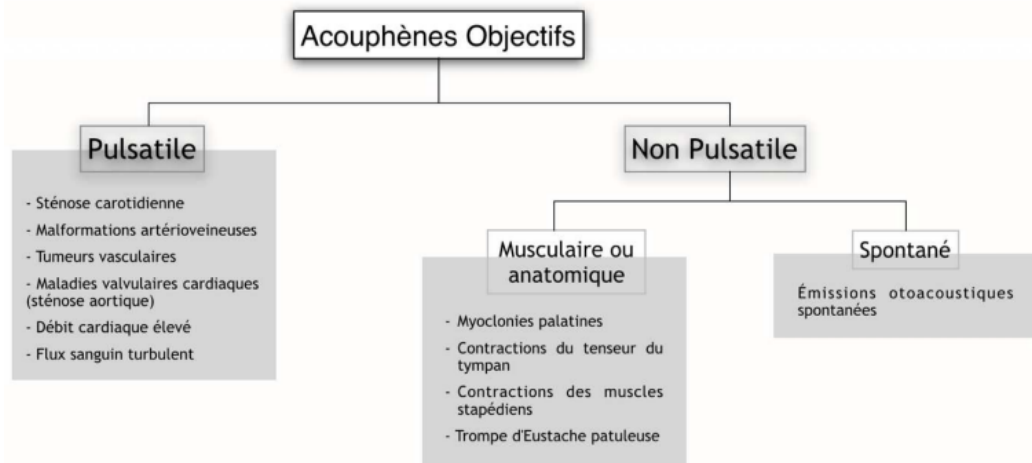 Acouphènes Objectifs
Pulsatile
- Sténose carotidienne
- Malformations artérioveineuses
- Tumeurs vasculaires
- Maladies valvulaires cardiaques
(sténose aortique)
- Débit cardiaque élevé
- Flux sanguin turbulent
Non Pulsatile
Musculaire ou
anatomique
- Myoclonies palatines
- Contractions du tenseur du
tympan
- Contractions des muscles
stapédiens
- Trompe d'Eustache patuleuse
Spontané
Émissions otoacoustiques
spontanées